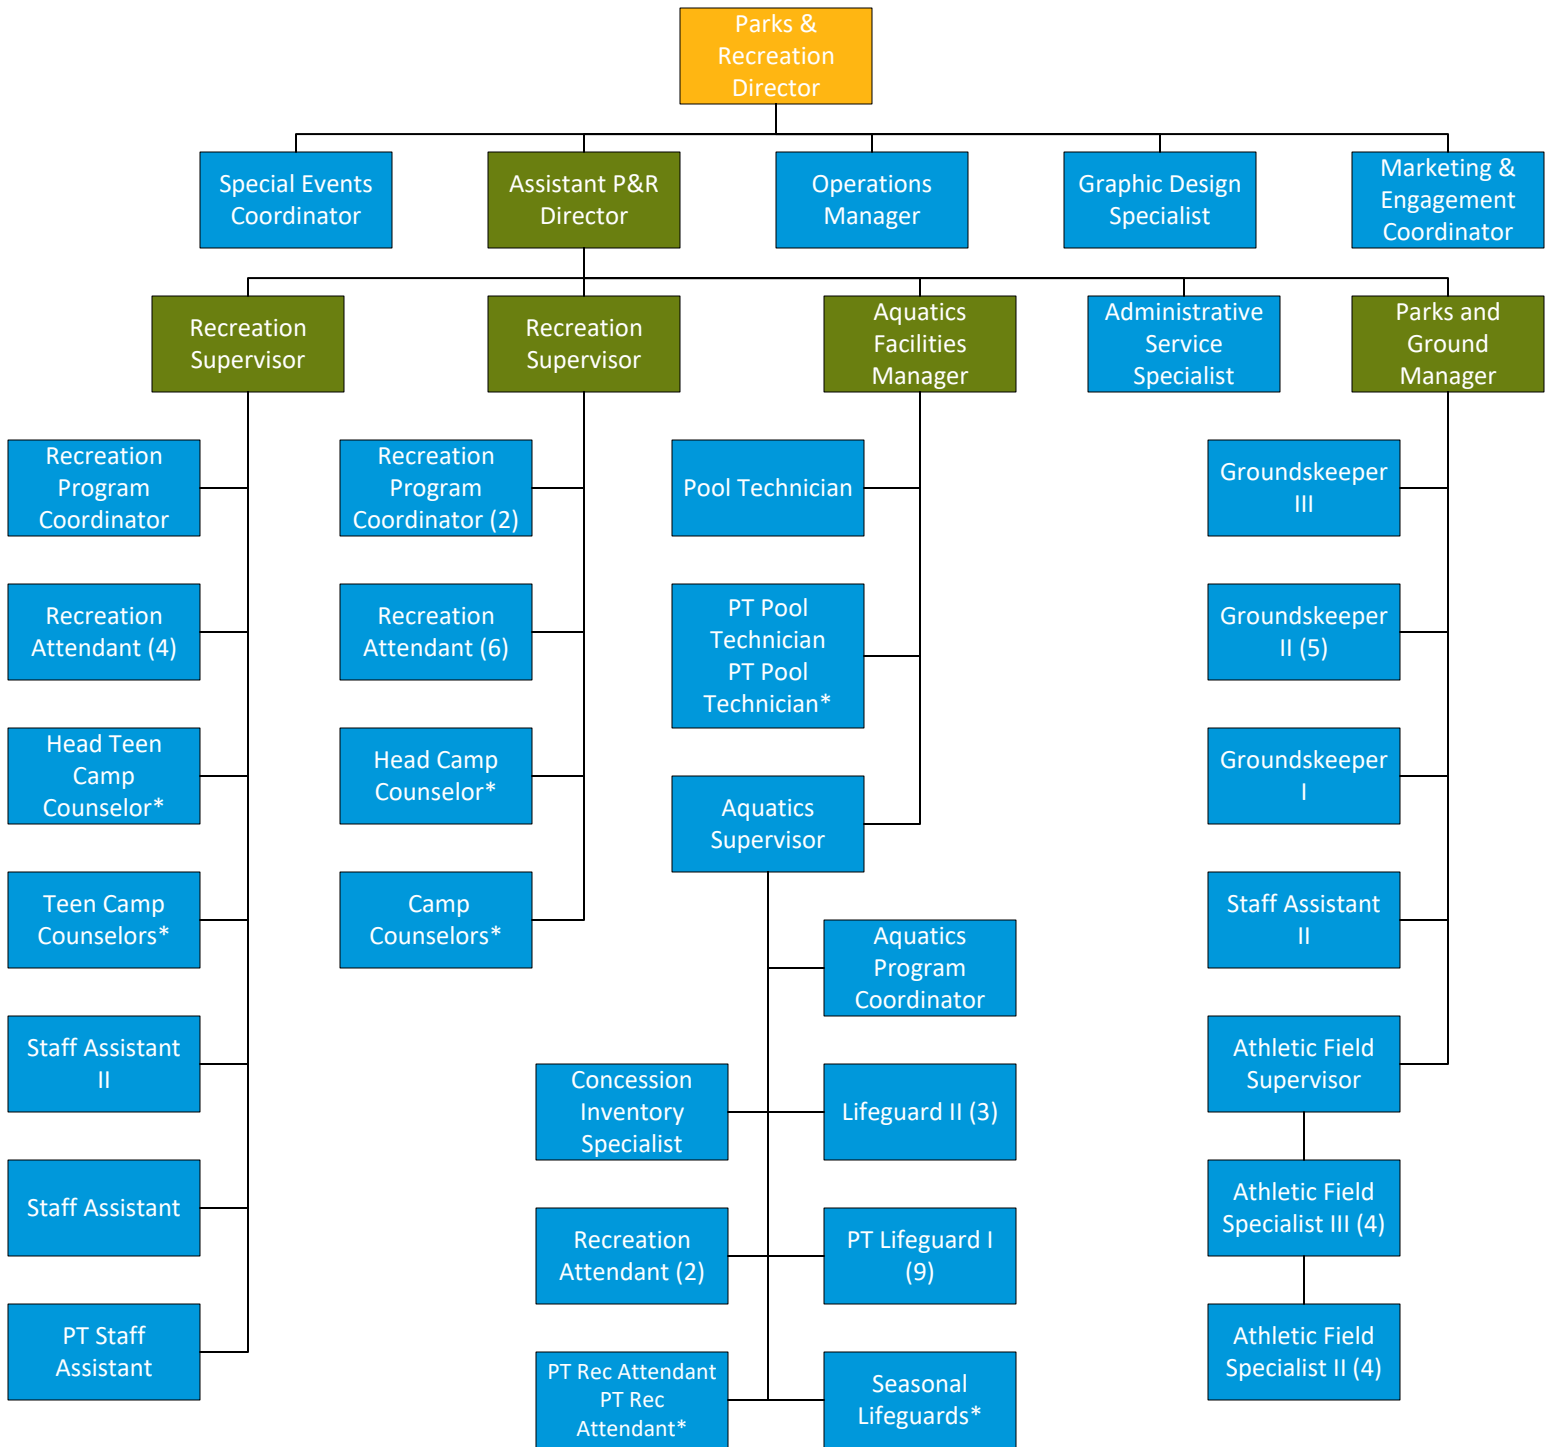 Parks &
Recreation
Director
Special Events
Coordinator
Assistant P&R
Director
Operations
Manager
Graphic Design
Specialist
Marketing &
Engagement
Coordinator
Recreation
Supervisor
Recreation
Supervisor
Aquatics
Facilities
Manager
Administrative
Service
Specialist
Parks and
Ground
Manager
Recreation
Program
Coordinator
Recreation
Program
Coordinator (2)
Pool Technician
Groundskeeper
III
Recreation
Attendant (4)
Recreation
Attendant (6)
PT Pool
Technician
PT Pool
Technician*
Groundskeeper
II (5)
Head Teen
Camp
Counselor*
Head Camp
Counselor*
Aquatics
Supervisor
Groundskeeper
I
Teen Camp
Counselors*
Camp
Counselors*
Aquatics
Program
Coordinator
Staff Assistant
II
Staff Assistant
II
Concession
Inventory
Specialist
Lifeguard II (3)
Athletic Field
Supervisor
Staff Assistant
Recreation
Attendant (2)
PT Lifeguard I
(9)
Athletic Field
Specialist III (4)
PT Staff
Assistant
PT Rec Attendant
PT Rec
Attendant*
Seasonal
Lifeguards*
Athletic Field
Specialist II (4)